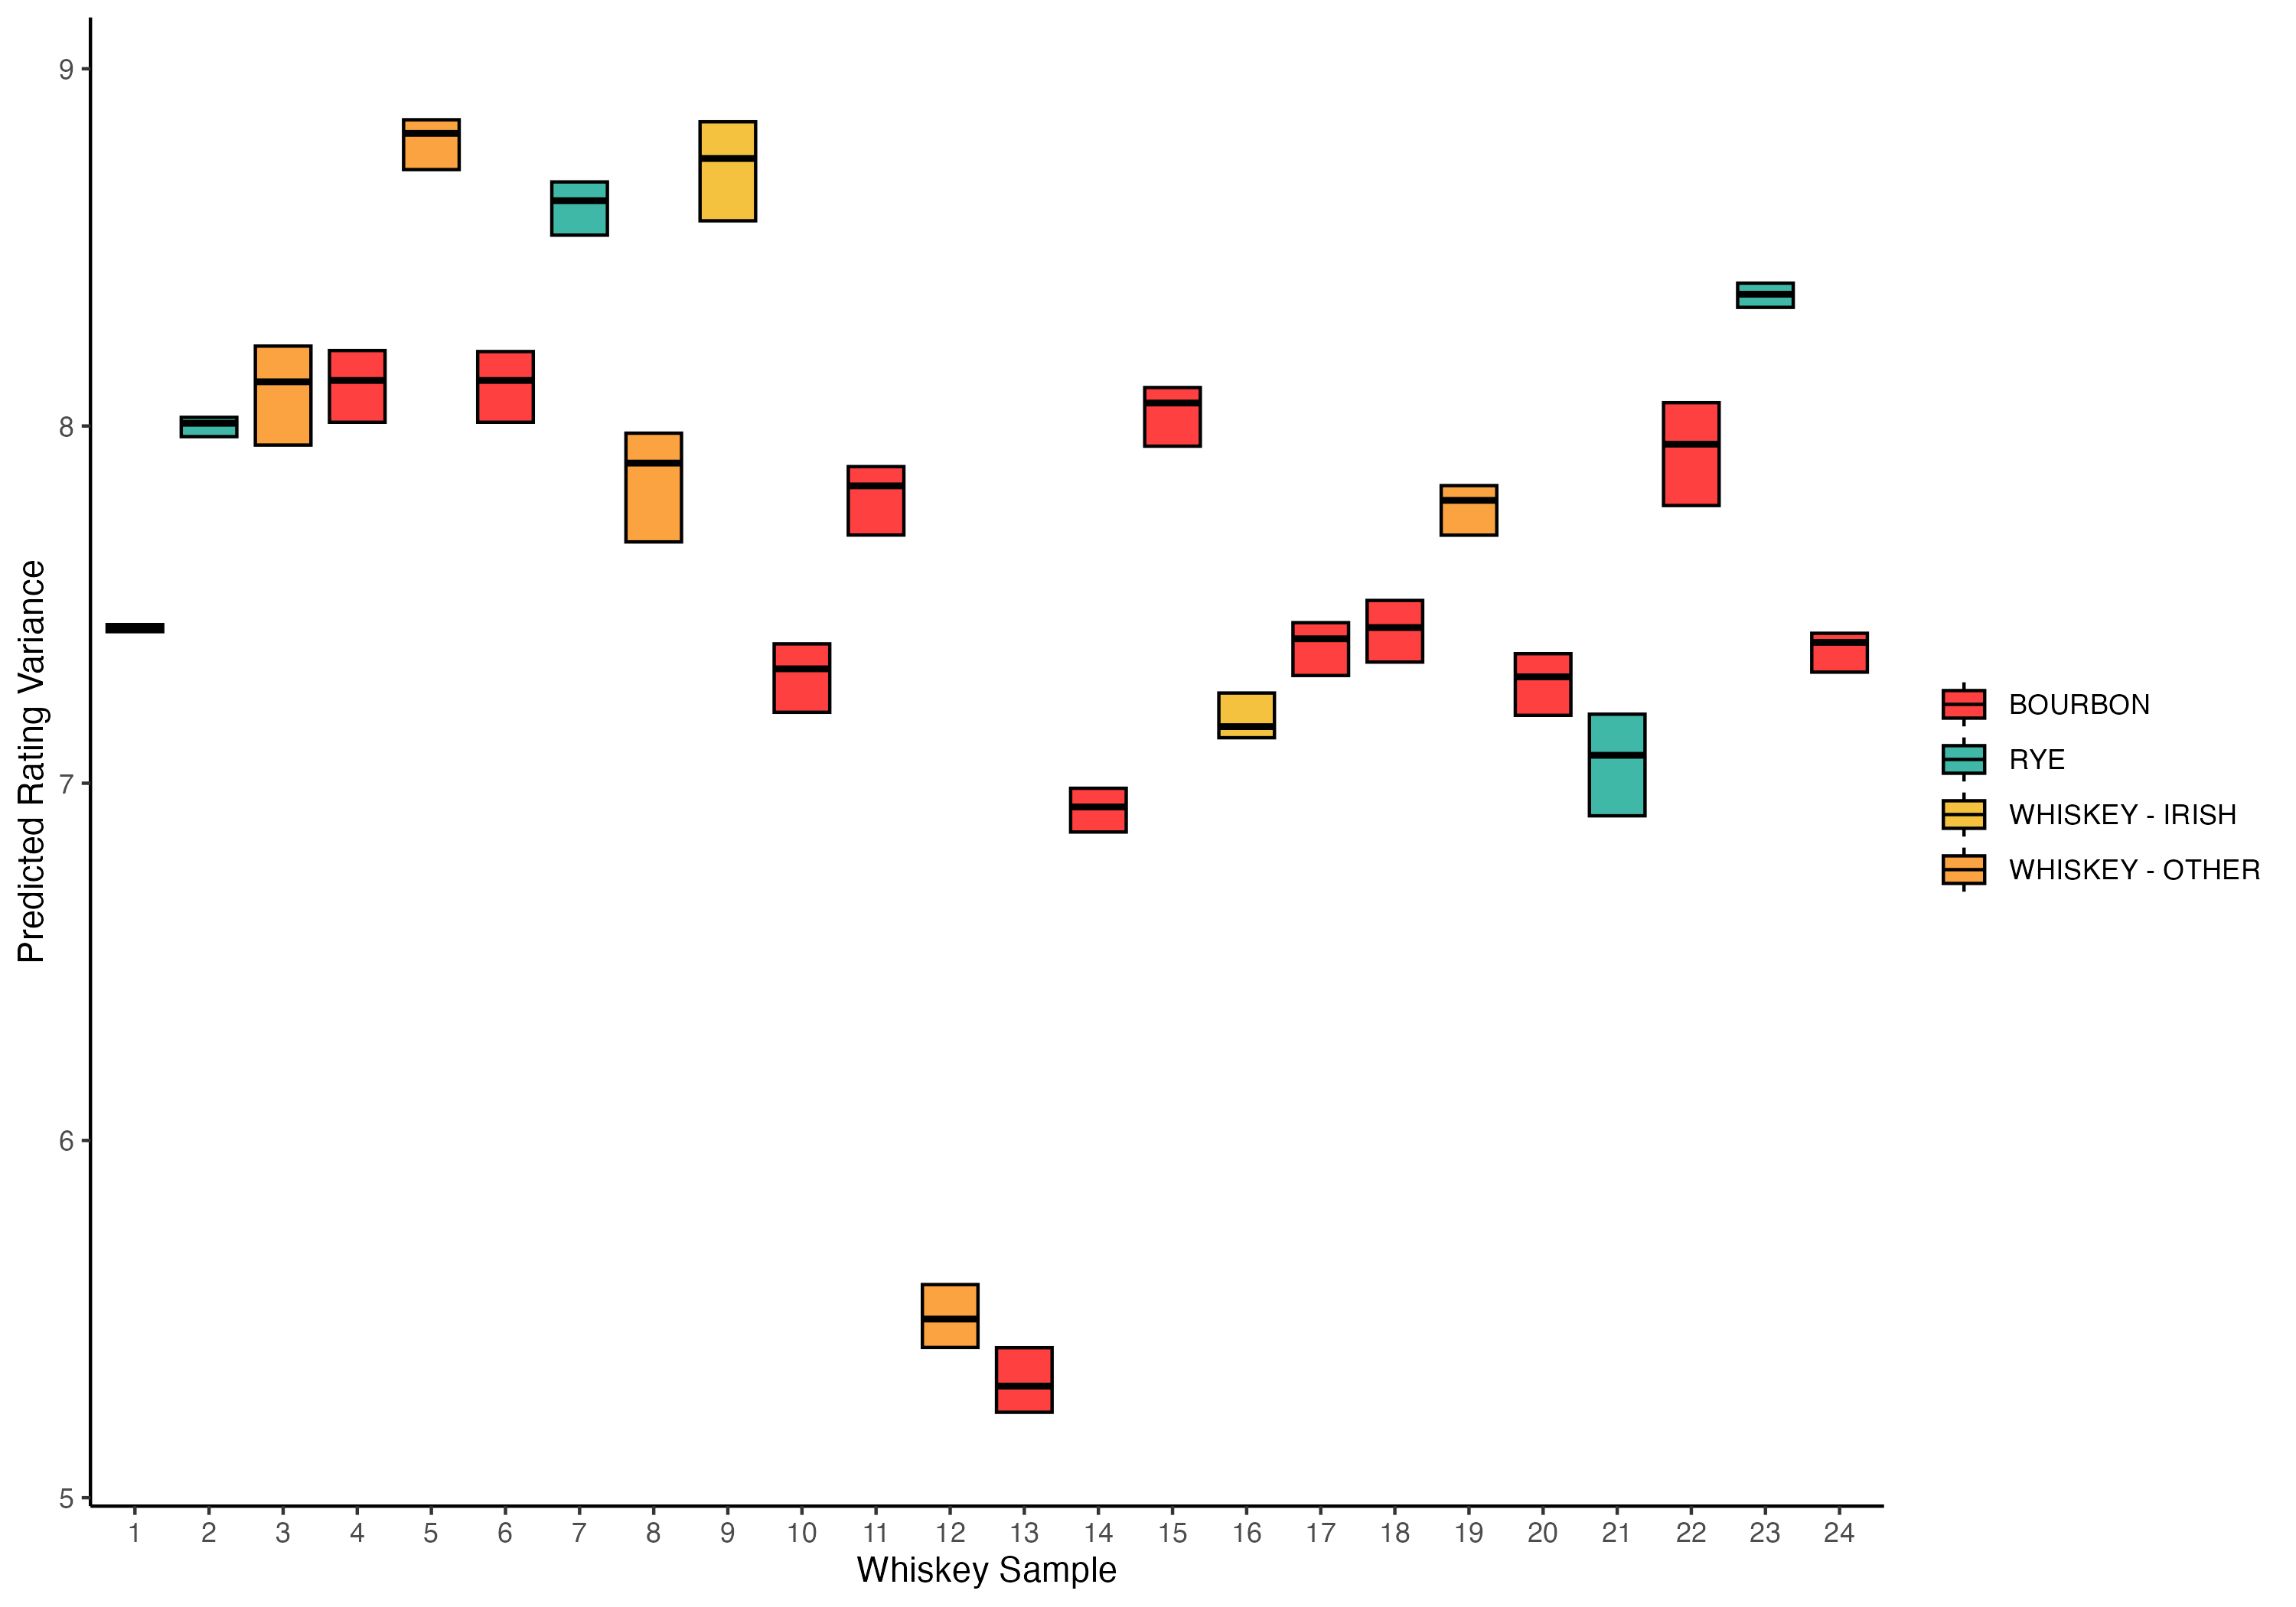 Predicted Rating Variance
9
8
7
6
5
1 2 3 4 5 6 7 8 9 10 11 12 13 14 15 16 17 18 19 20 21 22 23 24
Whiskey Sample
BOURBON
RYE
WHISKEY - IRISH
WHISKEY - OTHER